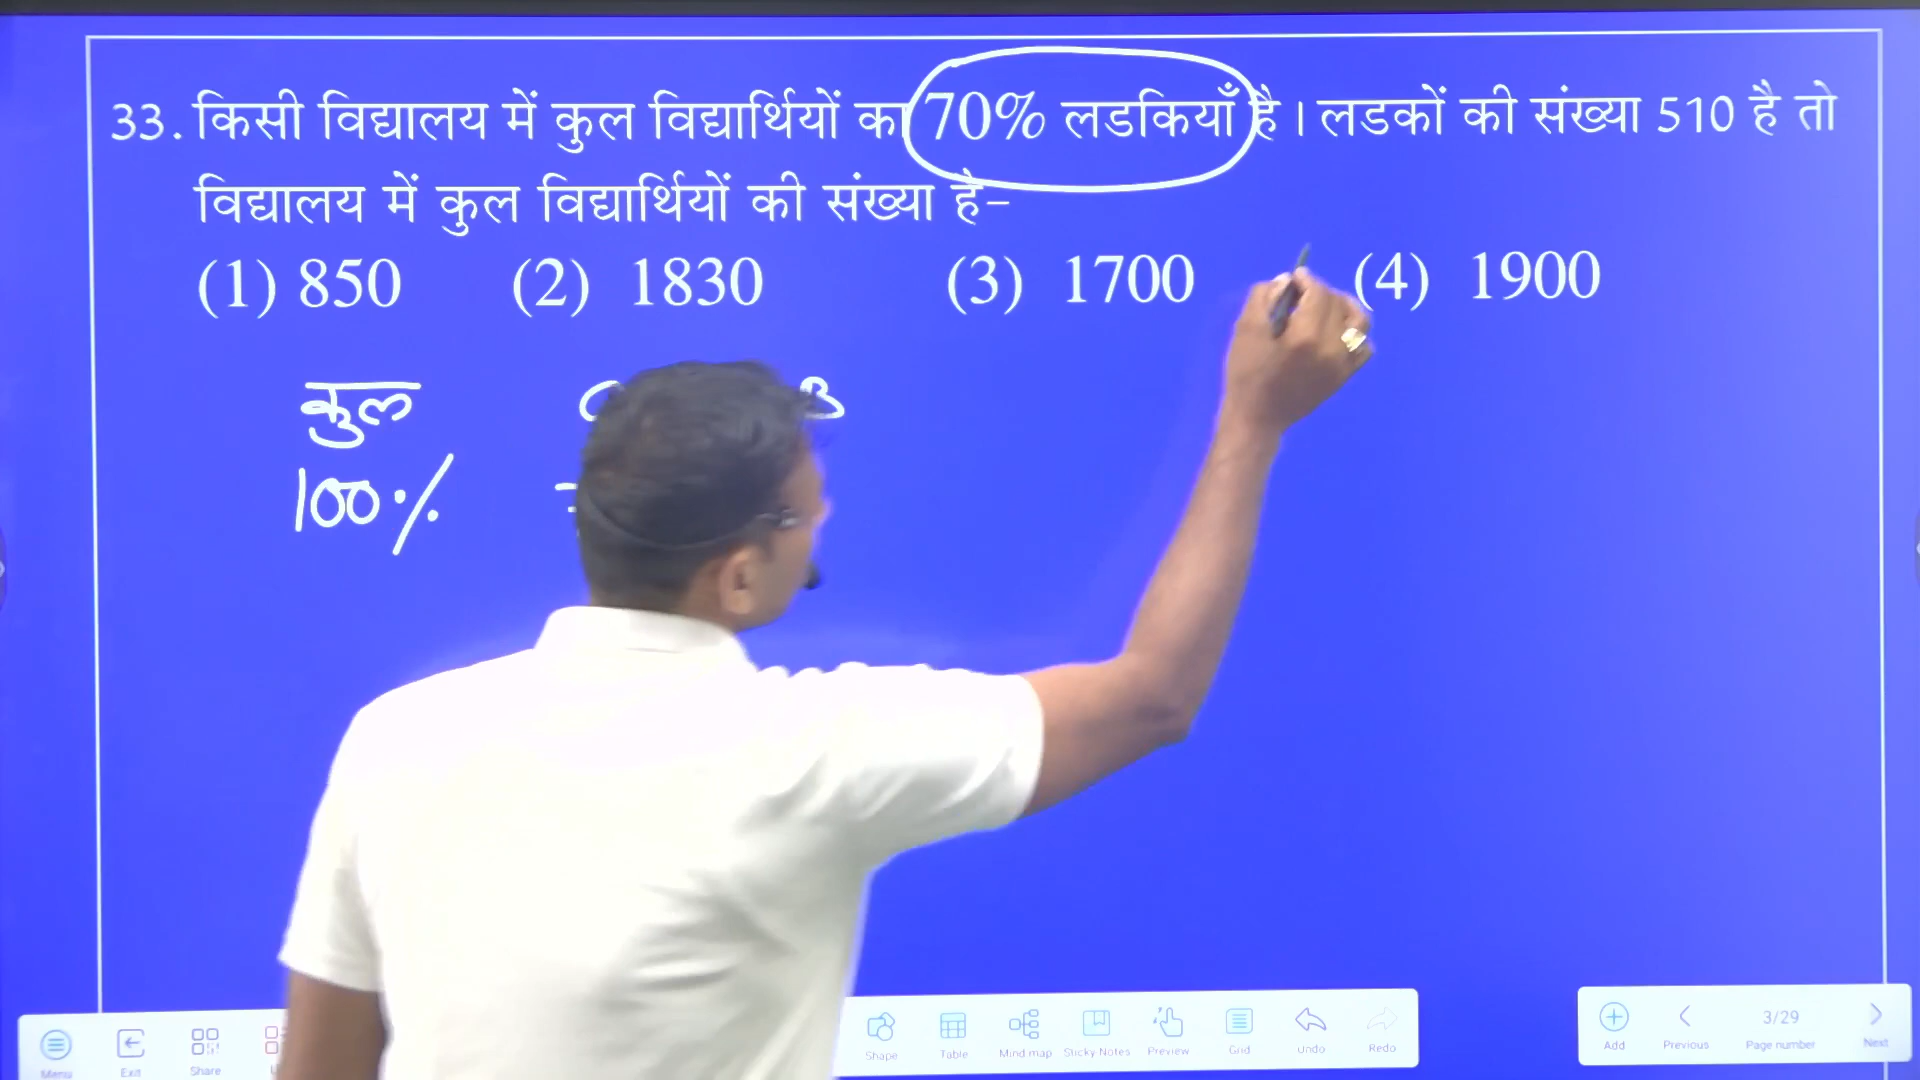 33. किसी विद्यालय में कुल विद्यार्थियों का 70% लडकियाँ है। लडकों की संख्या 510 है तो
विद्यालय में कुल विद्यार्थियों की संख्या है-
(1) 850 (2) 1830 (3) 1700 (4) 1900
कुल B
100%
Menu Exit Share Shape Table Mind map Sticky Notes Preview Grid Undo Redo Add Previous 3/29 Page number Next